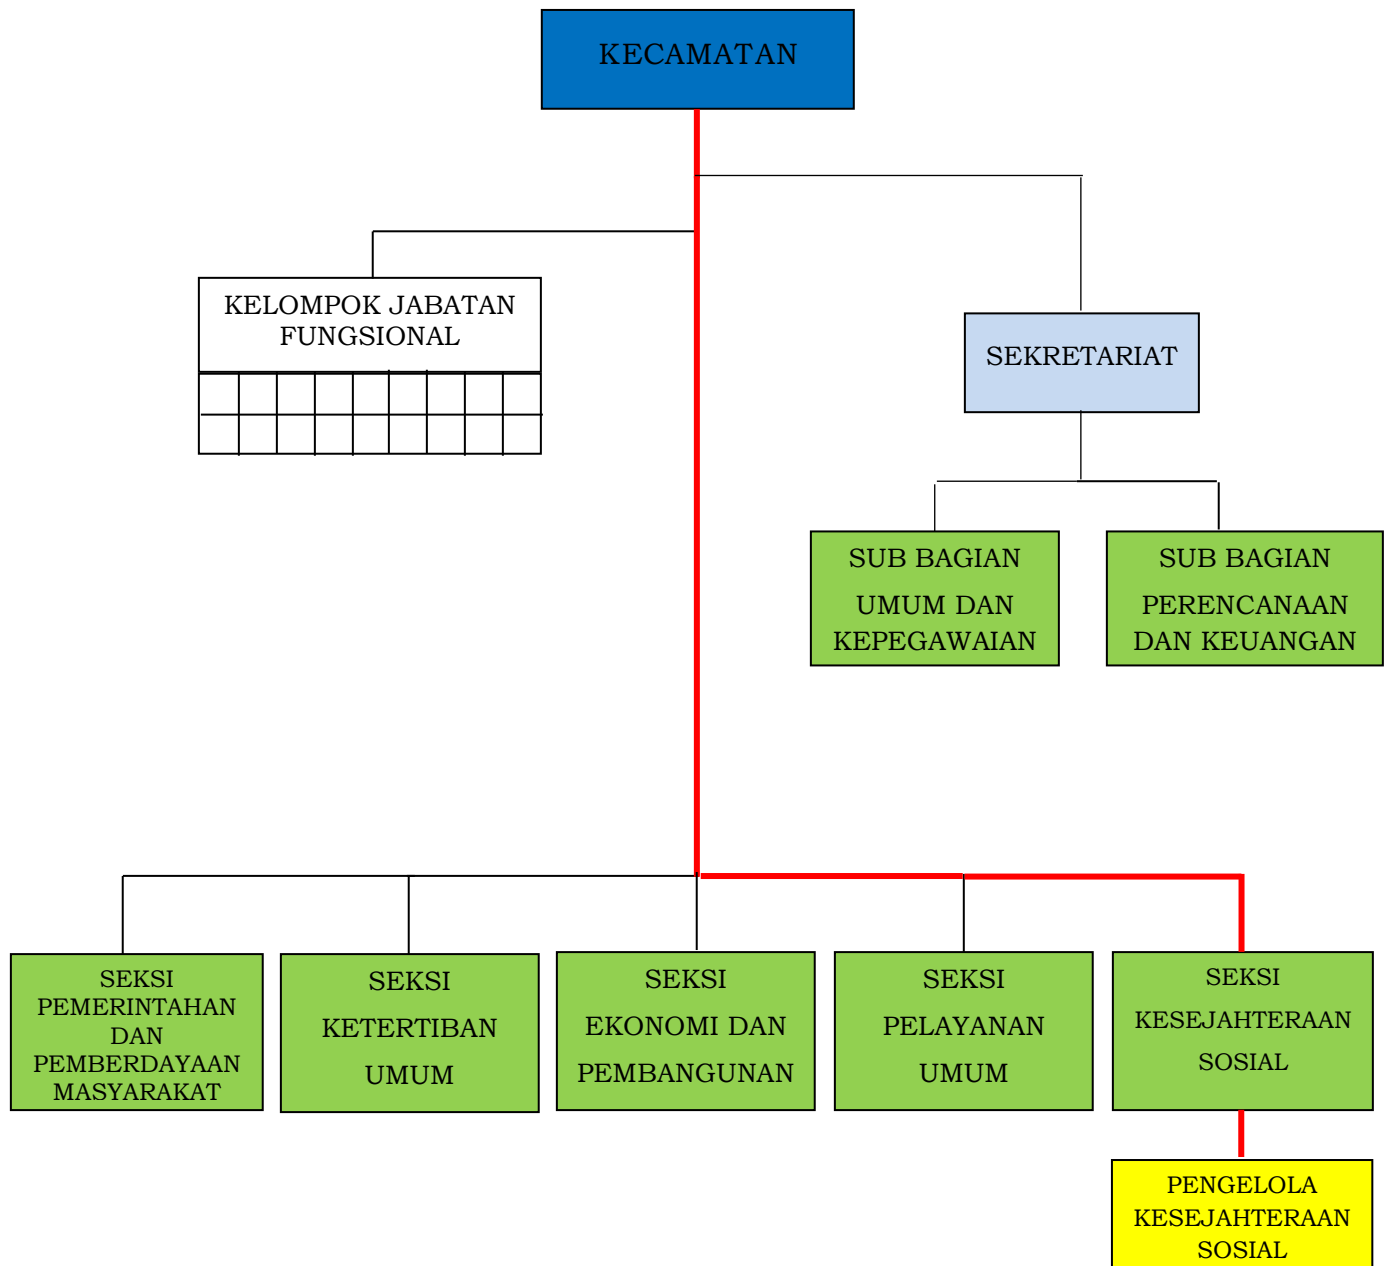 KECAMATAN
KELOMPOK JABATAN
FUNGSIONAL
SEKRETARIAT
SUB BAGIAN
UMUM DAN
KEPEGAWAIAN
SUB BAGIAN
PERENCANAAN
DAN KEUANGAN
SEKSI
PEMERINTAHAN
DAN
PEMBERDAYAAN
MASYARAKAT
SEKSI
KETERTIBAN
UMUM
SEKSI
EKONOMI DAN
PEMBANGUNAN
SEKSI
PELAYANAN
UMUM
SEKSI
KESEJAHTERAAN
SOSIAL
PENGELOLA
KESEJAHTERAAN
SOSIAL